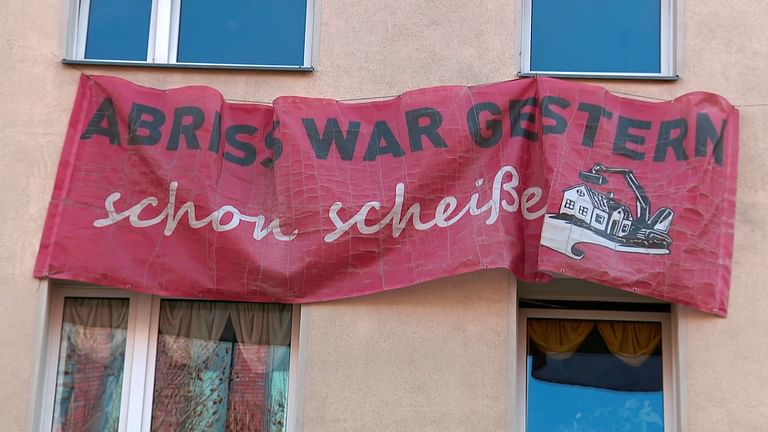 ABRISS WAR GESTERN
schon scheiße